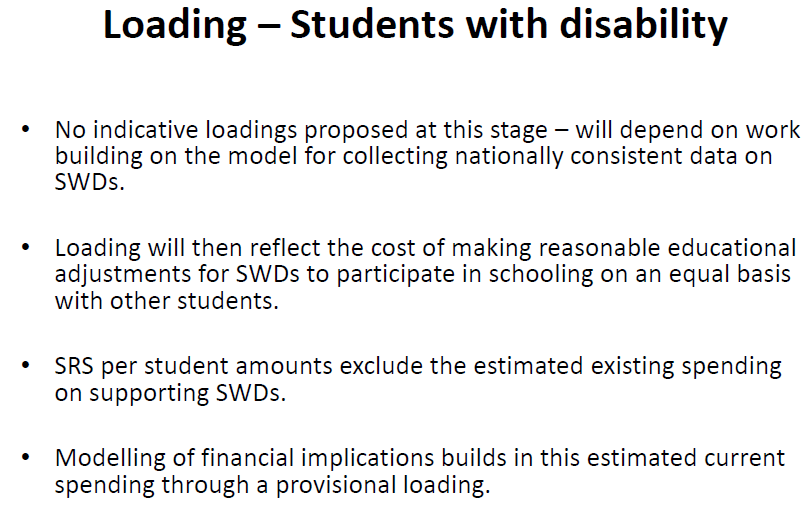 Loading – Students with disability
• No indicative loadings proposed at this stage – will depend on work
building on the model for collecting nationally consistent data on
SWDs.
• Loading will then reflect the cost of making reasonable educational
adjustments for SWDs to participate in schooling on an equal basis
with other students.
• SRS per student amounts exclude the estimated existing spending
on supporting SWDs.
• Modelling of financial implications builds in this estimated current
spending through a provisional loading.